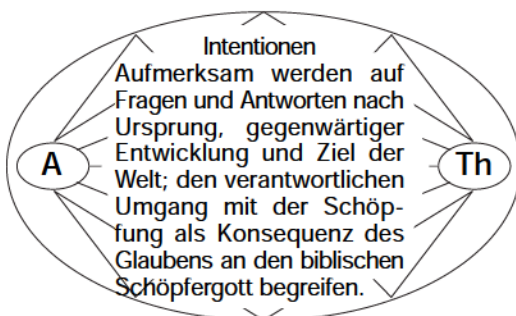 Intentionen
Aufmerksam werden auf
Fragen und Antworten nach
Ursprung, gegenwärtiger
A Entwicklung und Ziel der Th
Welt; den verantwortlichen
Umgang mit der Schöp-
fung als Konsequenz des
Glaubens an den biblischen
Schöpfergott begreifen.